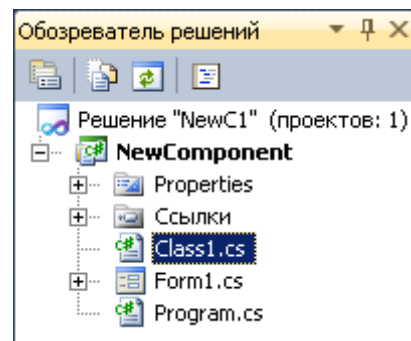 Обозреватель решений
Решение "NewC1" (проектов: 1)
NewComponent
Properties
Ссылки
Class1.cs
Form1.cs
Program.cs